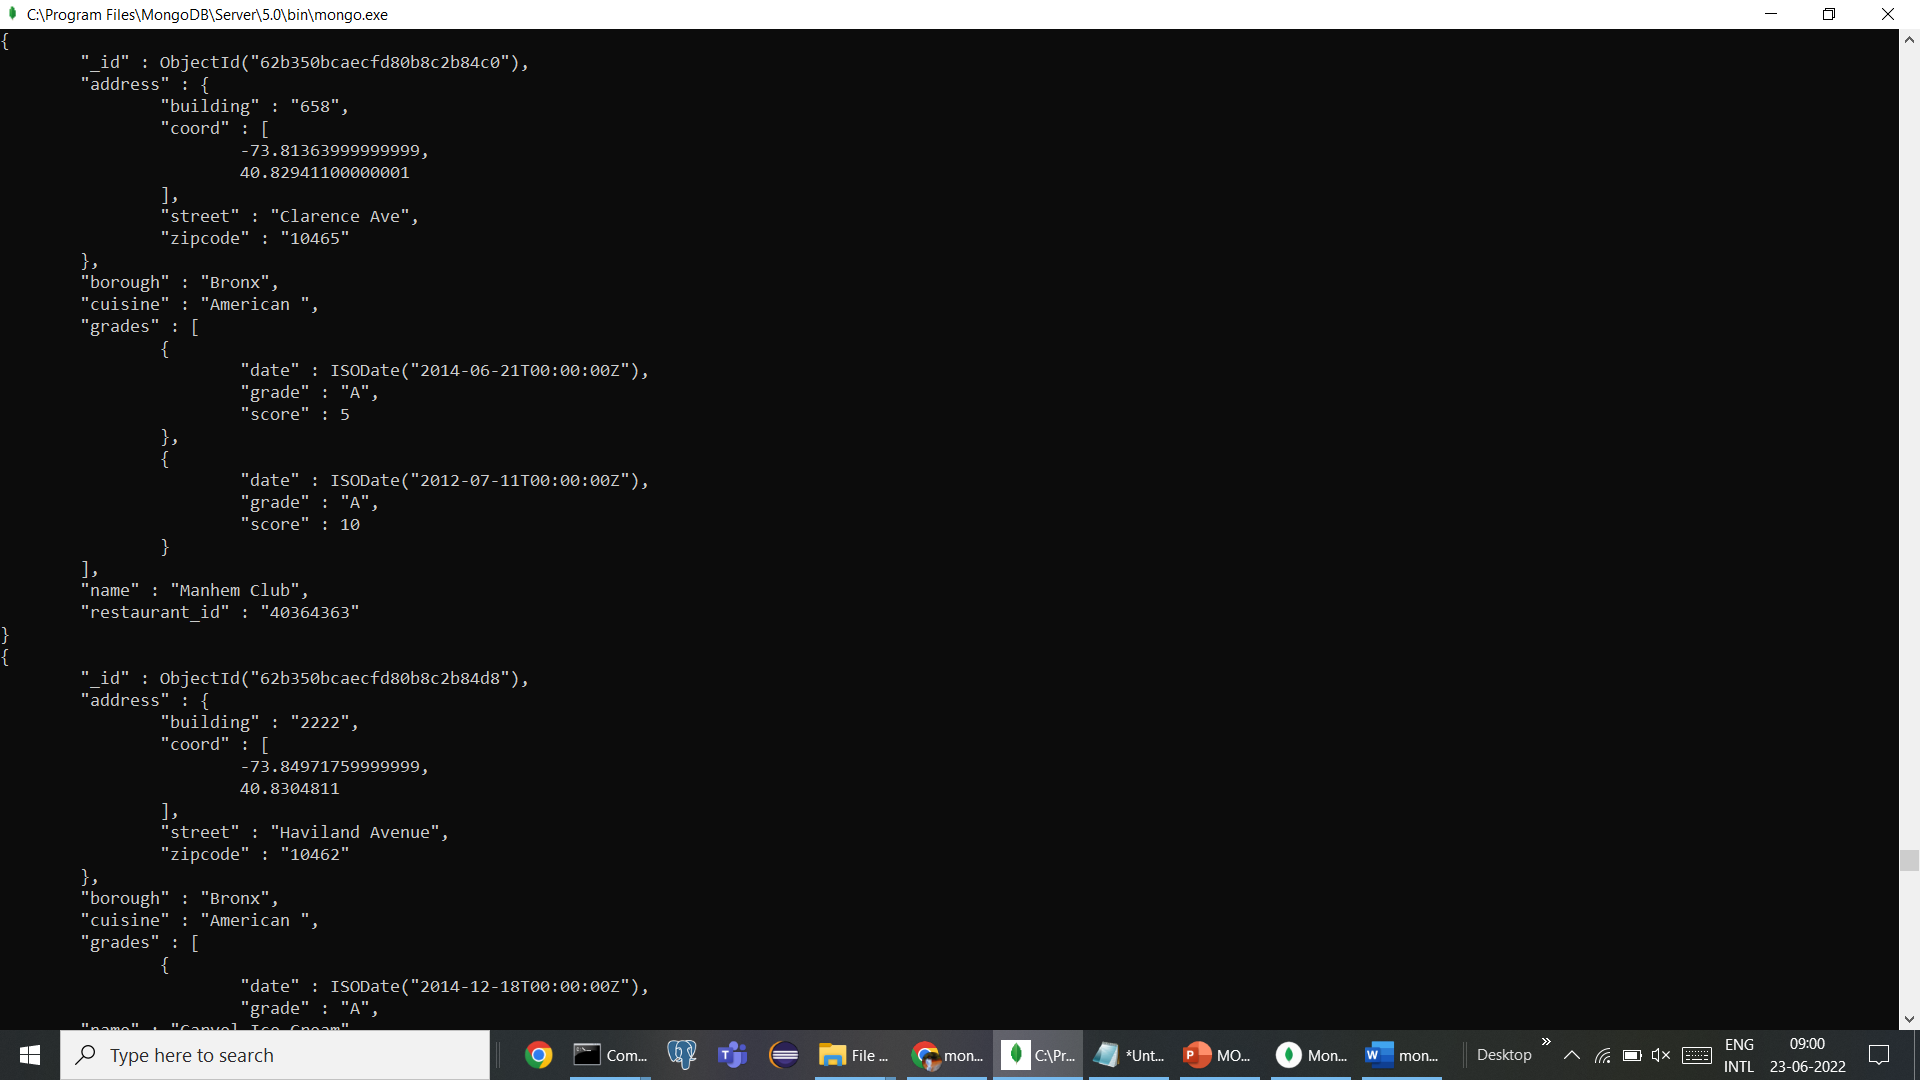 C:\Program Files\MongoDB\Server\5.0\bin\mongo.exe
{
        "_id" : ObjectId("62b350bcaecfd80b8c2b84c0"),
        "address" : {
                "building" : "658",
                "coord" : [
                        -73.81363999999999,
                        40.82941100000001
                ],
                "street" : "Clarence Ave",
                "zipcode" : "10465"
        },
        "borough" : "Bronx",
        "cuisine" : "American ",
        "grades" : [
                {
                        "date" : ISODate("2014-06-21T00:00:00Z"),
                        "grade" : "A",
                        "score" : 5
                },
                {
                        "date" : ISODate("2012-07-11T00:00:00Z"),
                        "grade" : "A",
                        "score" : 10
                }
        ],
        "name" : "Manhem Club",
        "restaurant_id" : "40364363"
}
{
        "_id" : ObjectId("62b350bcaecfd80b8c2b84d8"),
        "address" : {
                "building" : "2222",
                "coord" : [
                        -73.84971759999999,
                        40.8304811
                ],
                "street" : "Haviland Avenue",
                "zipcode" : "10462"
        },
        "borough" : "Bronx",
        "cuisine" : "American ",
        "grades" : [
                {
                        "date" : ISODate("2014-12-18T00:00:00Z"),
                        "grade" : "A",
        "name" : "Carvel Ice Cream"
Type here to search Com... File ... mon... C:\Pr... *Unt... MO... Mon... mon... Desktop » ENG 09:00
INTL 23-06-2022